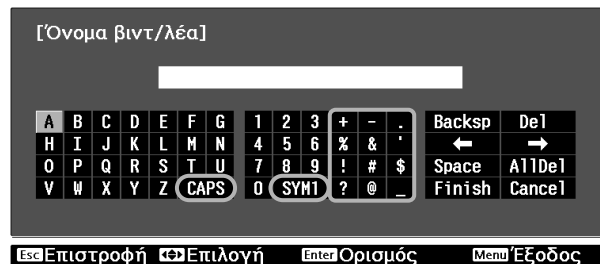 [Όνομα βιντ/λέα]
A B C D E F G 1 2 3 + - . Backsp Del
H I J K L M N 4 5 6 % & ' ← →
O P Q R S T U 7 8 9 ! # $ Space AllDel
V W X Y Z CAPS 0 SYM1 ? @ _ Finish Cancel
Esc Επιστροφή Επιλογή Enter Ορισμός Menu Έξοδος